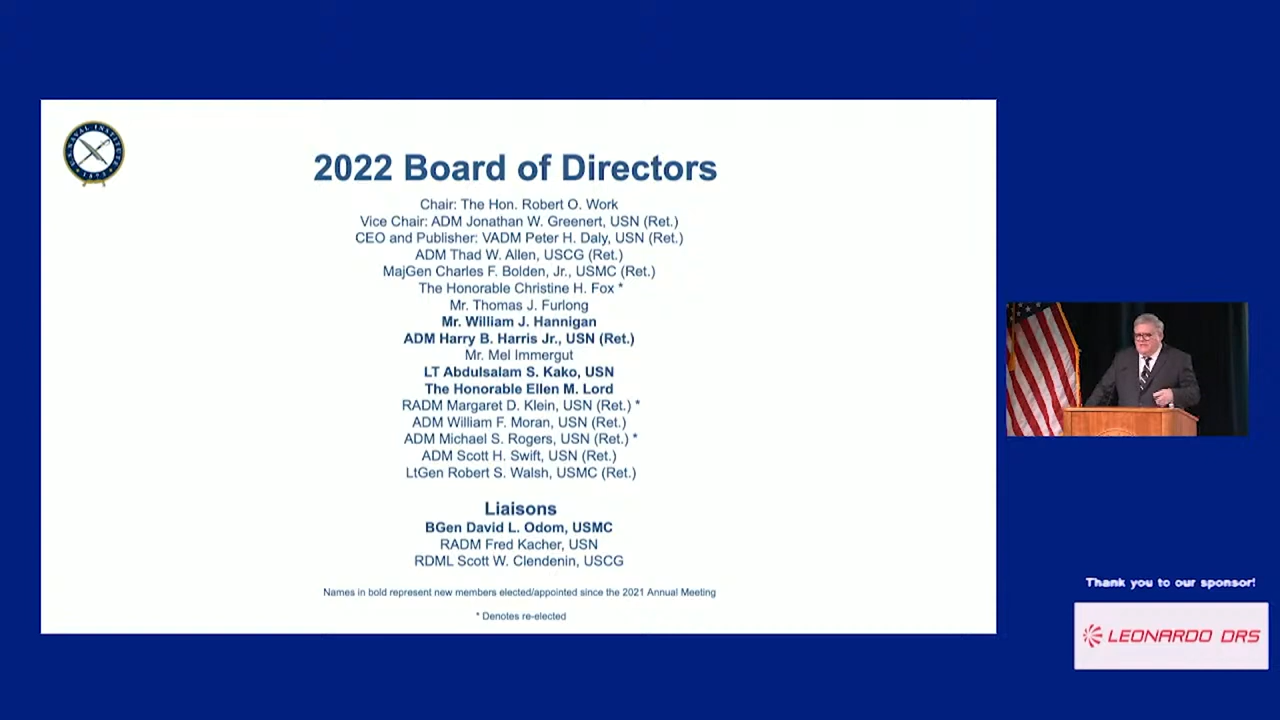 U.S. NAVAL INSTITUTE
1873
2022 Board of Directors
Chair: The Hon. Robert O. Work
Vice Chair: ADM Jonathan W. Greenert, USN (Ret.)
CEO and Publisher: VADM Peter H. Daly, USN (Ret.)
ADM Thad W. Allen, USCG (Ret.)
MajGen Charles F. Bolden, Jr., USMC (Ret.)
The Honorable Christine H. Fox *
Mr. Thomas J. Furlong
Mr. William J. Hannigan
ADM Harry B. Harris Jr., USN (Ret.)
Mr. Mel Immergut
LT Abdulsalam S. Kako, USN
The Honorable Ellen M. Lord
RADM Margaret D. Klein, USN (Ret.) *
ADM William F. Moran, USN (Ret.)
ADM Michael S. Rogers, USN (Ret.) *
ADM Scott H. Swift, USN (Ret.)
LtGen Robert S. Walsh, USMC (Ret.)
Liaisons
BGen David L. Odom, USMC
RADM Fred Kacher, USN
RDML Scott W. Clendenin, USCG
Names in bold represent new members elected/appointed since the 2021 Annual Meeting
* Denotes re-elected
Thank you to our sponsor!
LEONARDO DRS